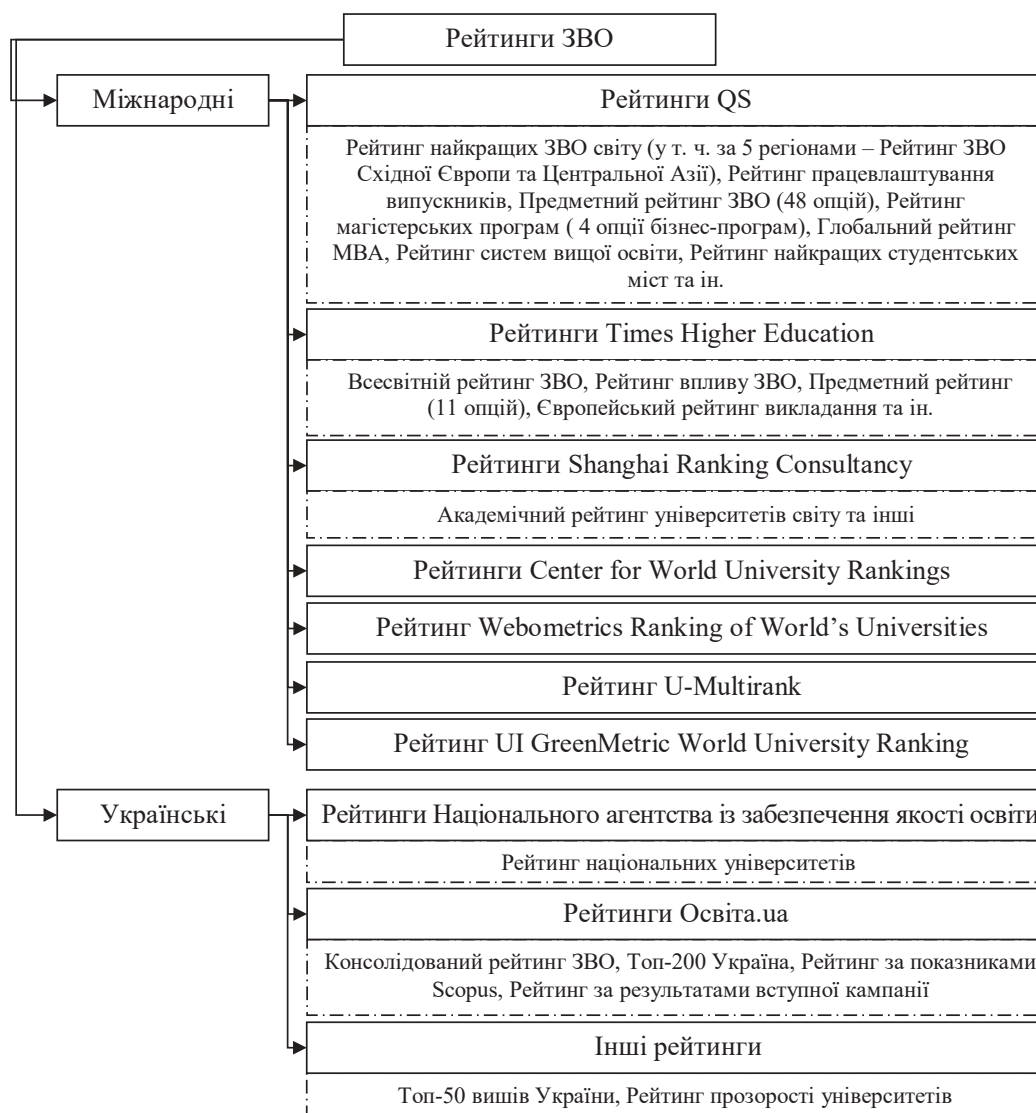 Рейтинги ЗВО
Міжнародні
Рейтинги QS
Рейтинг найкращих ЗВО світу (у т. ч. за 5 регіонами – Рейтинг ЗВО
Східної Європи та Центральної Азії), Рейтинг працевлаштування
випускників, Предметний рейтинг ЗВО (48 опцій), Рейтинг
магістерських програм ( 4 опції бізнес-програм), Глобальний рейтинг
МВА, Рейтинг систем вищої освіти, Рейтинг найкращих студентських
міст та ін.
Рейтинги Times Higher Education
Всесвітній рейтинг ЗВО, Рейтинг впливу ЗВО, Предметний рейтинг
(11 опцій), Європейський рейтинг викладання та ін.
Рейтинги Shanghai Ranking Consultancy
Академічний рейтинг університетів світу та інші
Рейтинги Center for World University Rankings
Рейтинг Webometrics Ranking of World’s Universities
Рейтинг U-Multirank
Рейтинг UI GreenMetric World University Ranking
Українські
Рейтинги Національного агентства із забезпечення якості освіти
Рейтинг національних університетів
Рейтинги Освіта.ua
Консолідований рейтинг ЗВО, Топ-200 Україна, Рейтинг за показниками
Scopus, Рейтинг за результатами вступної кампанії
Інші рейтинги
Топ-50 вишів України, Рейтинг прозорості університетів